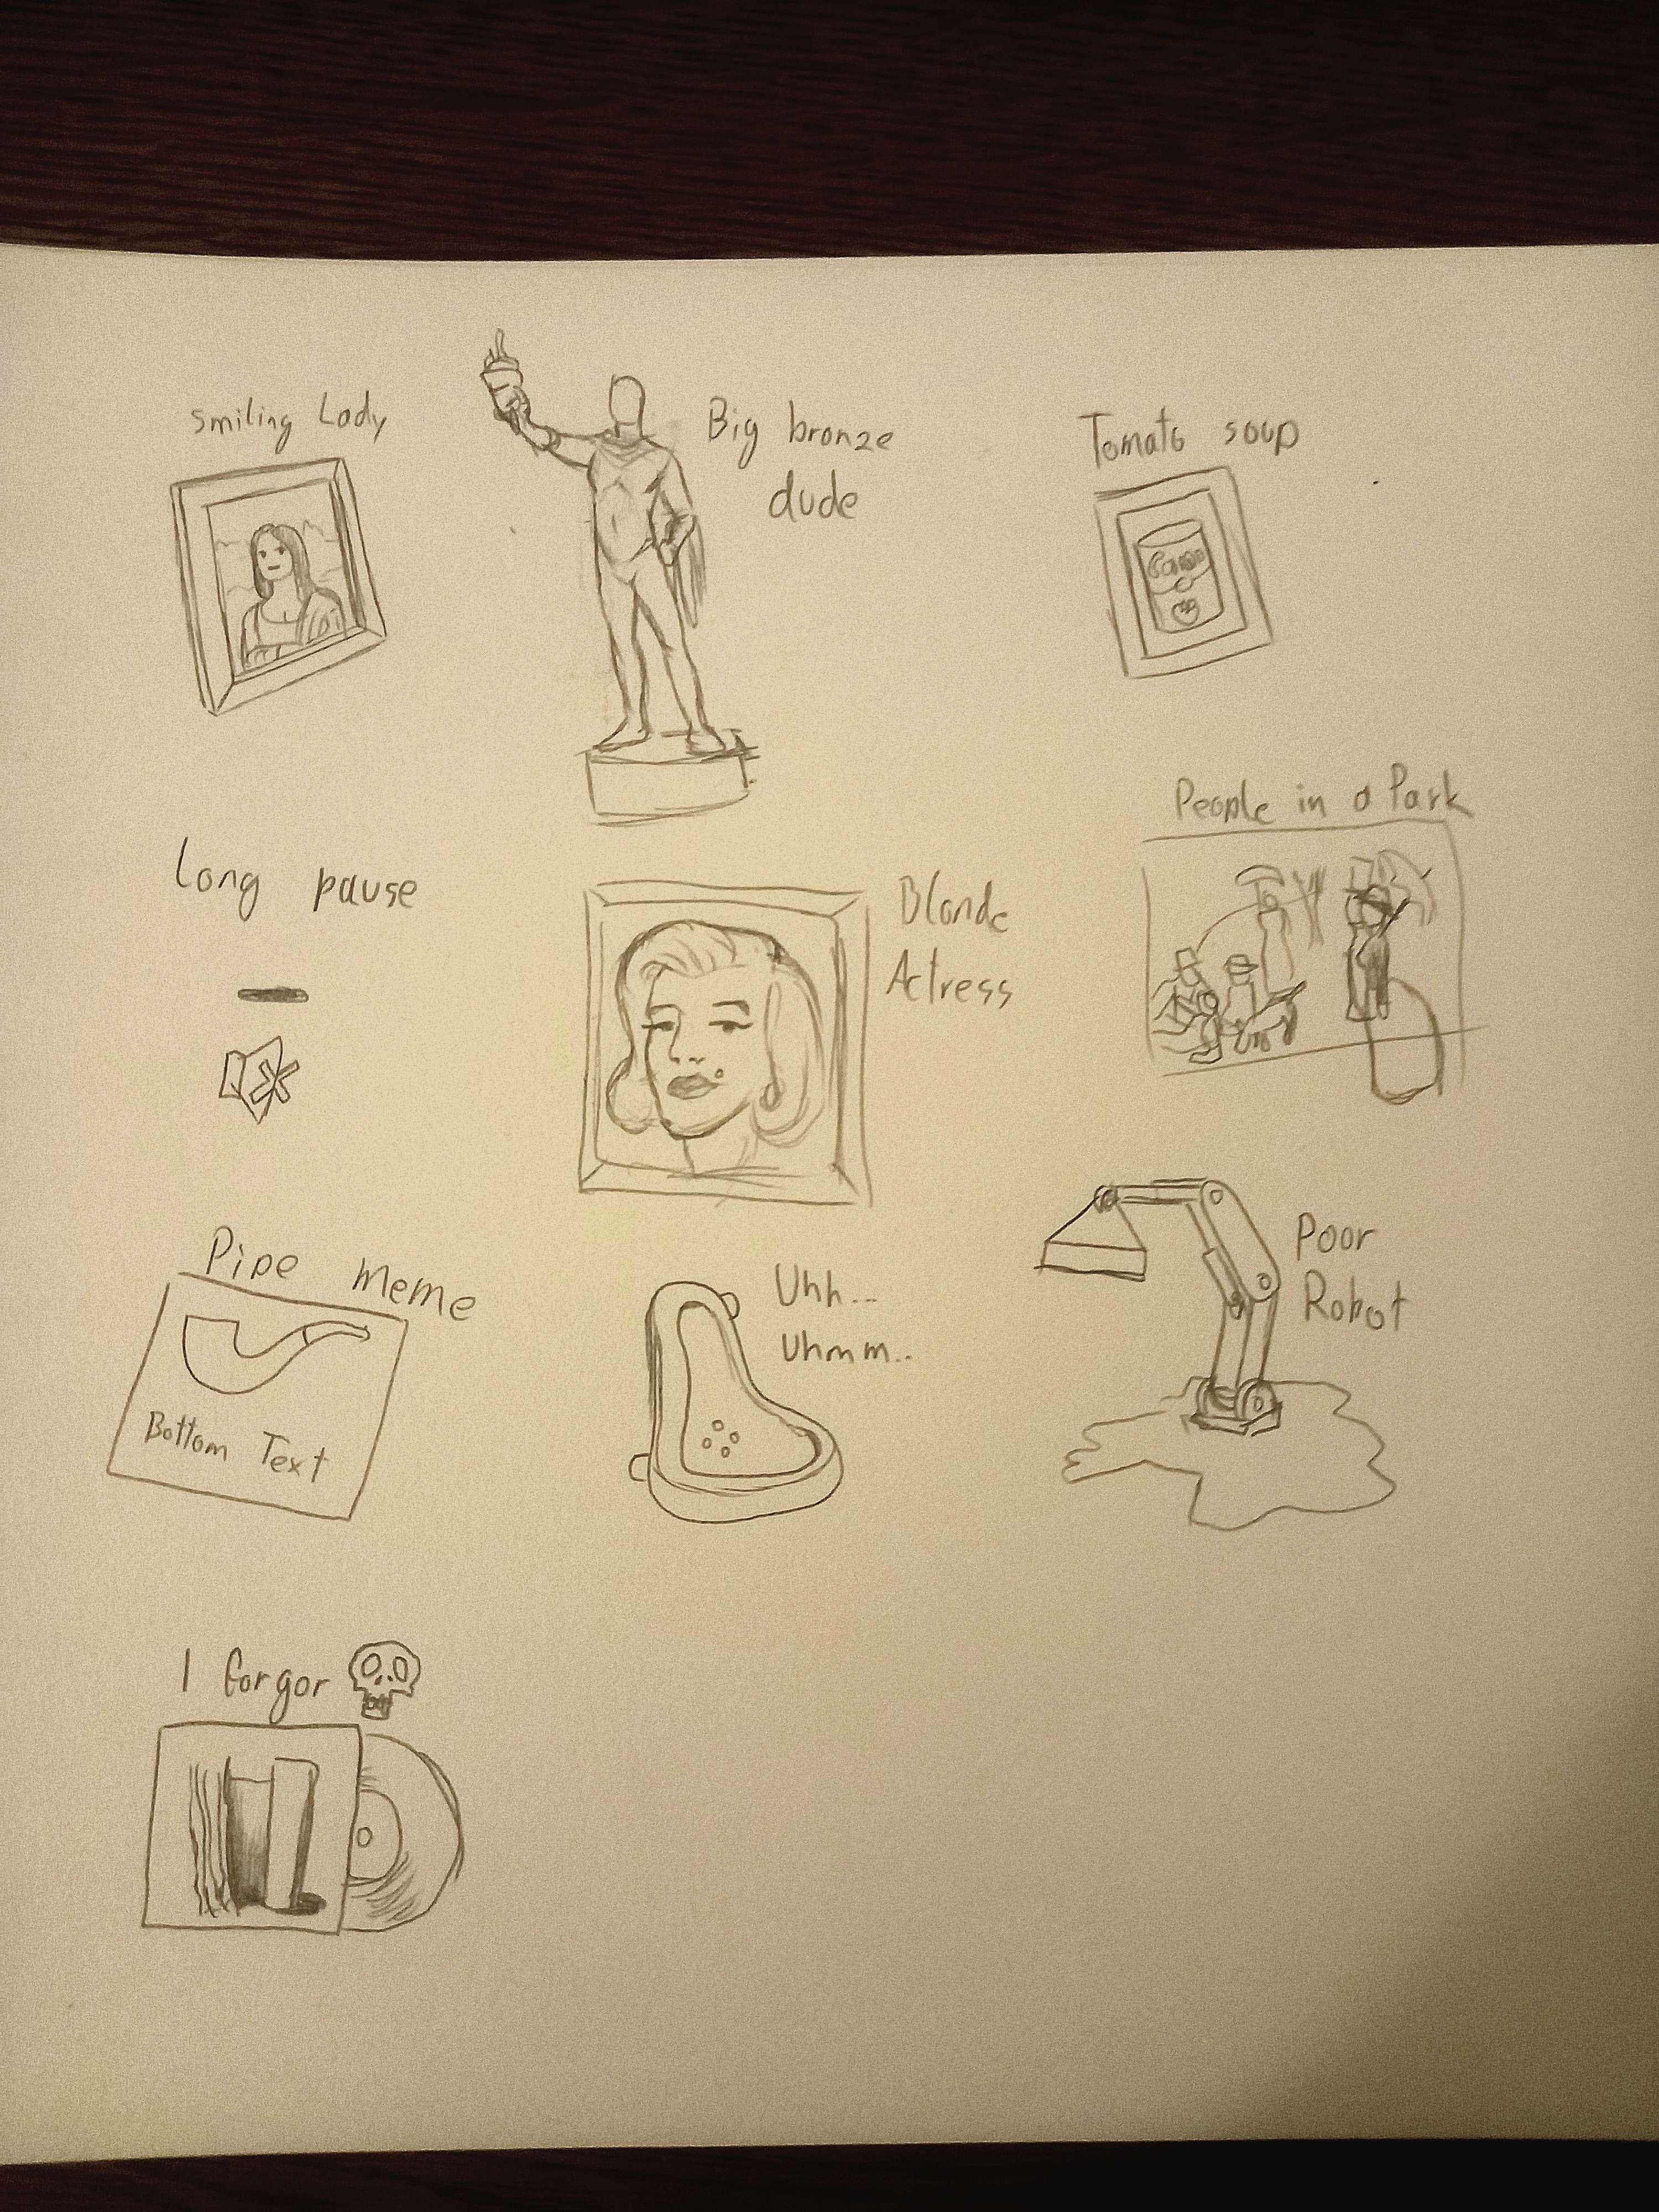 Smiling Lady
Big bronze
dude
Tomato soup
Long pause
Blonde
Actress
People in a Park
Pipe meme
Bottom Text
Uhh...
Uhmm..
Poor
Robot
I forgor